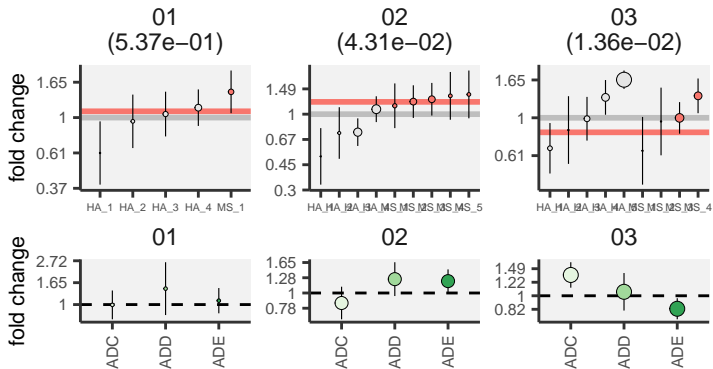 01
(5.37e−01)
02
(4.31e−02)
03
(1.36e−02)
fold change
1.65
1
0.61
0.37
HA_1 HA_2 HA_3 HA_4 MS_1
1.49
1
0.67
0.45
0.3
MS_5
1.65
1
0.61
MS_4
01
02
03
fold change
2.72
1.65
1
ADC ADD ADE
1.65
1.28
1
0.78
ADC ADD ADE
1.49
1.22
1
0.82
ADC ADD ADE